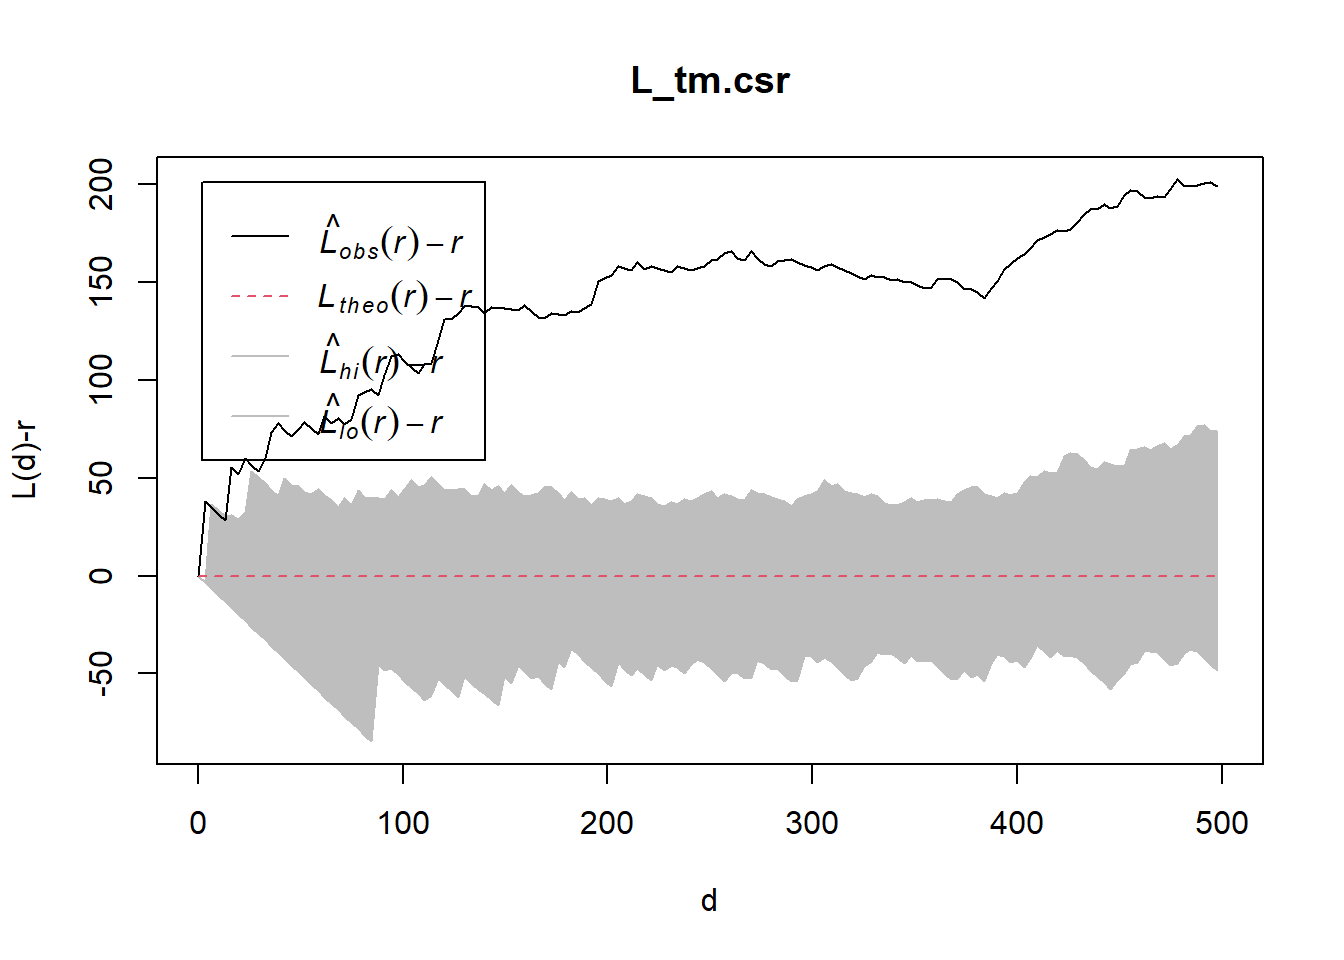 L_tm.csr
L̂obs(r) – r
Ltheo(r) – r
L̂hi(r) – r
L̂lo(r) – r
L(d)-r
200
150
100
50
0
-50
0 100 200 300 400 500
d